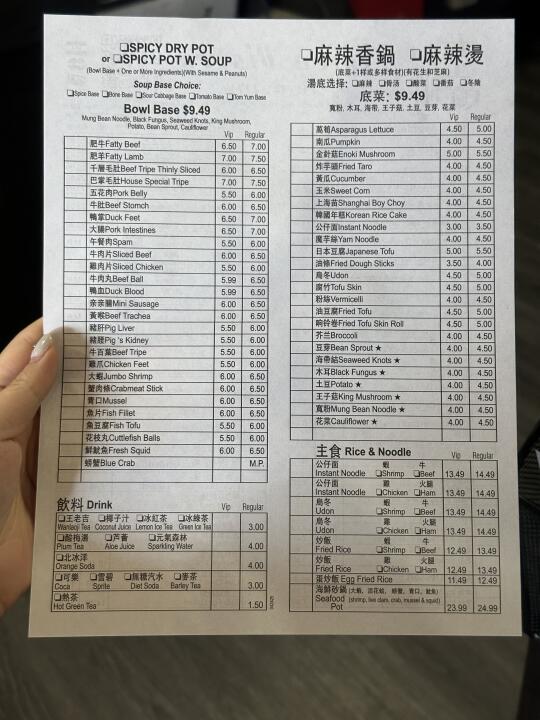 ❏SPICY DRY POT
or ❏SPICY POT W. SOUP
(Bowl Base + One or More Ingredients)(With Sesame & Peanuts)
Soup Base Choice:
❏Spice Base ❏Bone Base ❏Sour Cabbage Base ❏Tomato Base ❏Tom Yum Base
Bowl Base $9.49
Mung Bean Noodle, Black Fungus, Seaweed Knots, King Mushroom,
Potato, Bean Sprout, Cauliflower
Vip Regular
肥牛Fatty Beef 6.50 7.00
肥羊Fatty Lamb 7.00 7.50
千層毛肚Beef Tripe Thinly Sliced 6.00 6.50
巴掌毛肚House Special Tripe 7.00 7.50
五花肉Pork Belly 5.50 6.00
牛肚Beef Stomch 6.00 6.50
鴨掌Duck Feet 6.50 7.00
大腸Pork Intestines 6.50 7.00
午餐肉Spam 5.50 6.00
牛肉片Sliced Beef 6.00 6.50
雞肉片Sliced Chicken 5.50 6.00
牛肉丸Beef Ball 5.99 6.50
鴨血Duck Blood 5.99 6.50
亲亲腸Mini Sausage 6.00 6.50
黃喉Beef Trachea 6.00 6.50
豬肝Pig Liver 5.50 6.00
豬腰Pig 's Kidney 5.50 6.00
牛百葉Beef Tripe 5.50 6.00
雞爪Chicken Feet 5.50 6.00
大蝦Jumbo Shrimp 6.00 6.50
蟹肉條Crabmeat Stick 6.00 6.50
青口Mussel 6.00 6.50
魚片Fish Fillet 6.00 6.50
魚豆腐Fish Tofu 5.50 6.00
花枝丸Cuttlefish Balls 5.50 6.00
鮮魷魚Fresh Squid 6.00 6.50
螃蟹Blue Crab M.P.
飲料 Drink Vip Regular
❏王老吉 ❏椰子汁 ❏冰紅茶 ❏冰綠茶
Wanlaoji Tea Coconut Juice Lemon Ice Tea Green Ice Tea 3.00
❏酸梅湯 ❏芦薈 ❏元氣森林
Plum Tea Aloe Juice Sparkling Water 4.00
❏北冰洋
Orange Soda 4.00
❏可樂 ❏雪碧 ❏無糖汽水 ❏麥茶
Coca Sprite Diet Soda Barley Tea 3.00
❏熱茶
Hot Green Tea 1.50
❏麻辣香鍋 ❏麻辣燙
(底菜+1样或多样食材)(有花生和芝麻)
湯底选擇: ❏麻辣 ❏骨汤 ❏酸菜 ❏番茄 ❏冬陰
底菜: $9.49
寬粉, 木耳, 海带, 王子菇, 土豆, 豆芽, 花菜
Vip Regular
萵筍Asparagus Lettuce 4.50 5.00
南瓜Pumpkin 4.00 4.50
金針菇Enoki Mushroom 5.00 5.50
炸芋頭Fried Taro 4.00 4.50
黃瓜Cucumber 4.00 4.50
玉米Sweet Corn 4.00 4.50
上海苗Shanghai Boy Choy 4.00 4.50
韓國年糕Korean Rice Cake 4.00 4.50
公仔面Instant Noodle 3.00 3.50
魔芋絲Yam Noodle 4.00 4.50
日本豆腐Japanese Tofu 5.00 5.50
油條Fried Dough Sticks 3.50 4.00
烏冬Udon 4.50 5.00
腐竹Tofu Skin 4.50 5.00
粉絲Vermicelli 4.00 4.50
油豆腐Fried Tofu 4.50 5.00
响铃卷Fried Tofu Skin Roll 4.50 5.00
芥兰Broccoli 4.00 4.50
豆芽Bean Sprout ★ 4.00 4.50
海帶結Seaweed Knots ★ 4.00 4.50
木耳Black Fungus ★ 4.00 4.50
土豆Potato ★ 4.00 4.50
王子菇King Mushroom ★ 4.00 4.50
寬粉Mung Bean Noodle ★ 4.00 4.50
花菜Cauliflower ★ 4.00 4.50
主食 Rice & Noodle Vip Regular
公仔面 蝦 牛
Instant Noodle ❏Shrimp ❏Beef 13.49 14.49
公仔面 雞 火腿
Instant Noodle ❏Chicken ❏Ham 12.49 13.49
烏冬 蝦 牛
Udon ❏Shrimp ❏Beef 13.49 14.49
烏冬 雞 火腿
Udon ❏Chicken ❏Ham 12.49 13.49
炒飯 蝦 牛
Fried Rice ❏Shrimp ❏Beef 12.49 13.49
炒飯 雞 火腿
Fried Rice ❏Chicken ❏Ham 12.49 13.49
蛋炒飯 Egg Fried Rice 11.49 12.49
海鮮砂鍋
Seafood (shrimp, live clam, crab, mussel & squid)
Pot 23.99 24.99